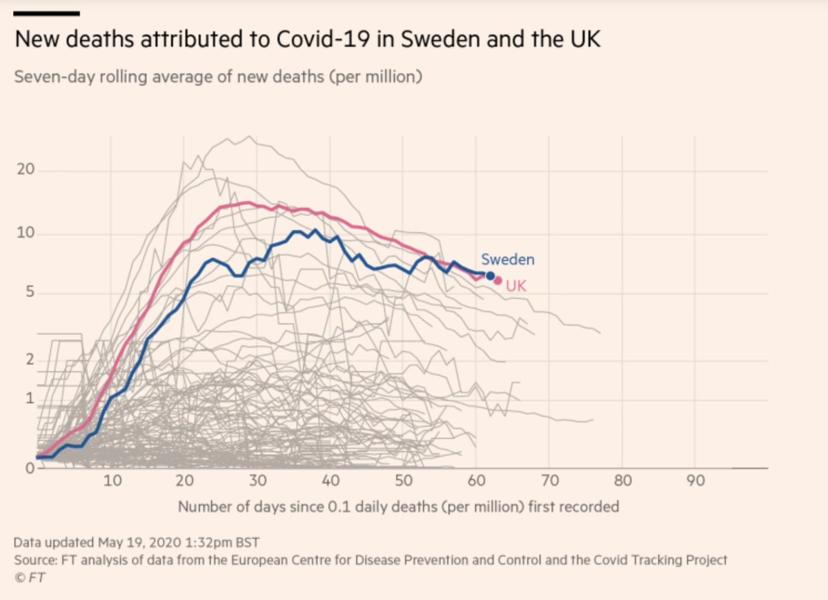 New deaths attributed to Covid-19 in Sweden and the UK
Seven-day rolling average of new deaths (per million)
20
10
5
2
1
0
Sweden
UK
10 20 30 40 50 60 70 80 90
Number of days since 0.1 daily deaths (per million) first recorded
Data updated May 19, 2020 1:32pm BST
Source: FT analysis of data from the European Centre for Disease Prevention and Control and the Covid Tracking Project
© FT